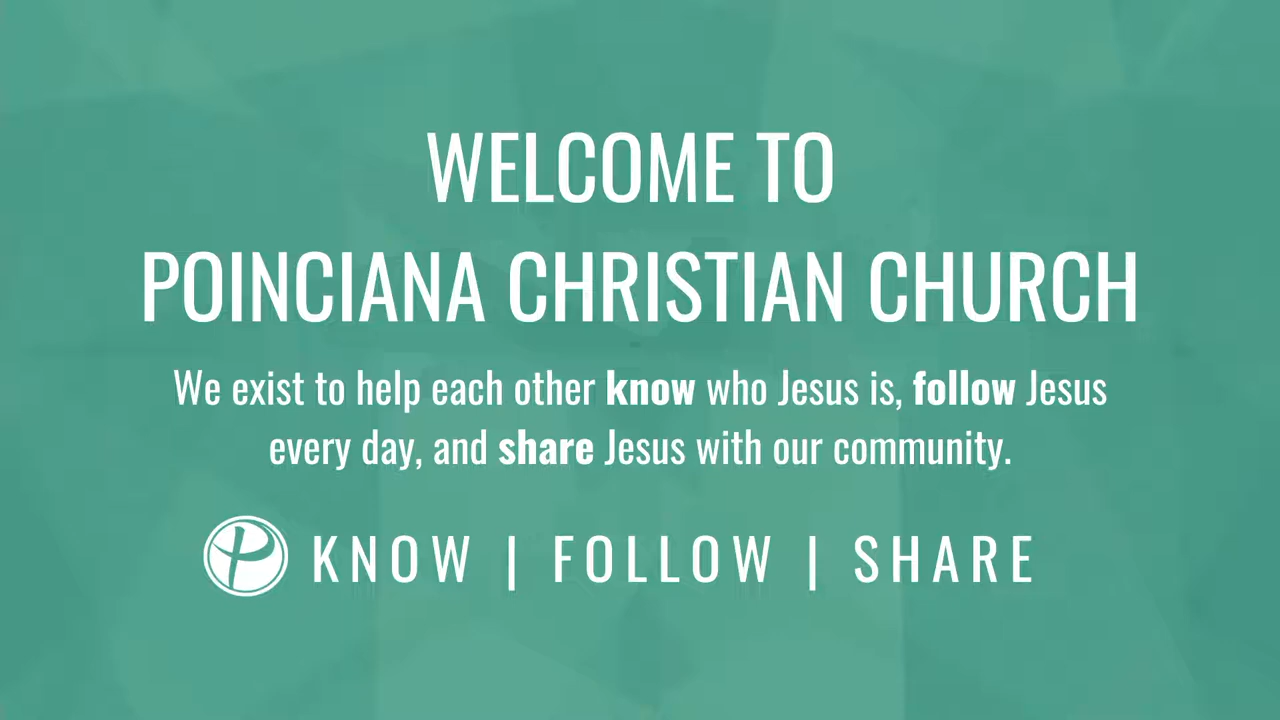 WELCOME TO
POINCIANA CHRISTIAN CHURCH
We exist to help each other know who Jesus is, follow Jesus
every day, and share Jesus with our community.
KNOW | FOLLOW | SHARE